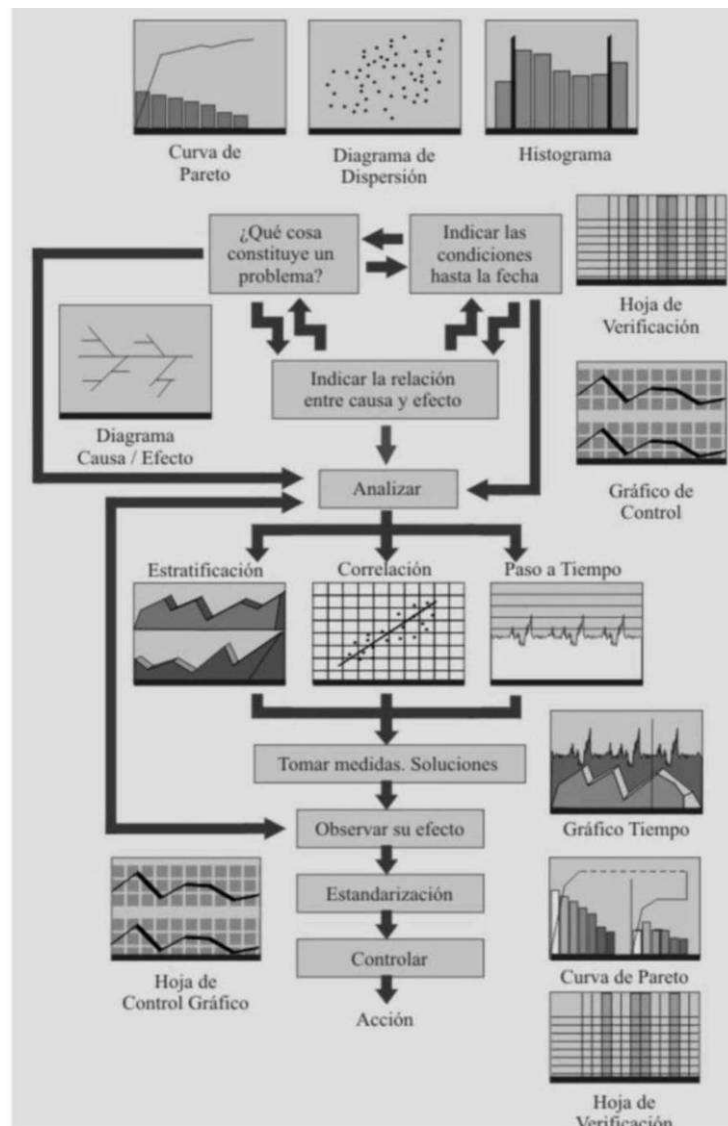 Curva de
Pareto
Diagrama de
Dispersión
Histograma
¿Qué cosa
constituye un
problema?
Indicar las
condiciones
hasta la fecha
Hoja de
Verificación
Indicar la relación
entre causa y efecto
Diagrama
Causa / Efecto
Analizar
Gráfico de
Control
Estratificación
Correlación
Paso a Tiempo
Tomar medidas. Soluciones
Gráfico Tiempo
Observar su efecto
Estandarización
Controlar
Hoja de
Control Gráfico
Curva de Pareto
Acción
Hoja de
Verificación